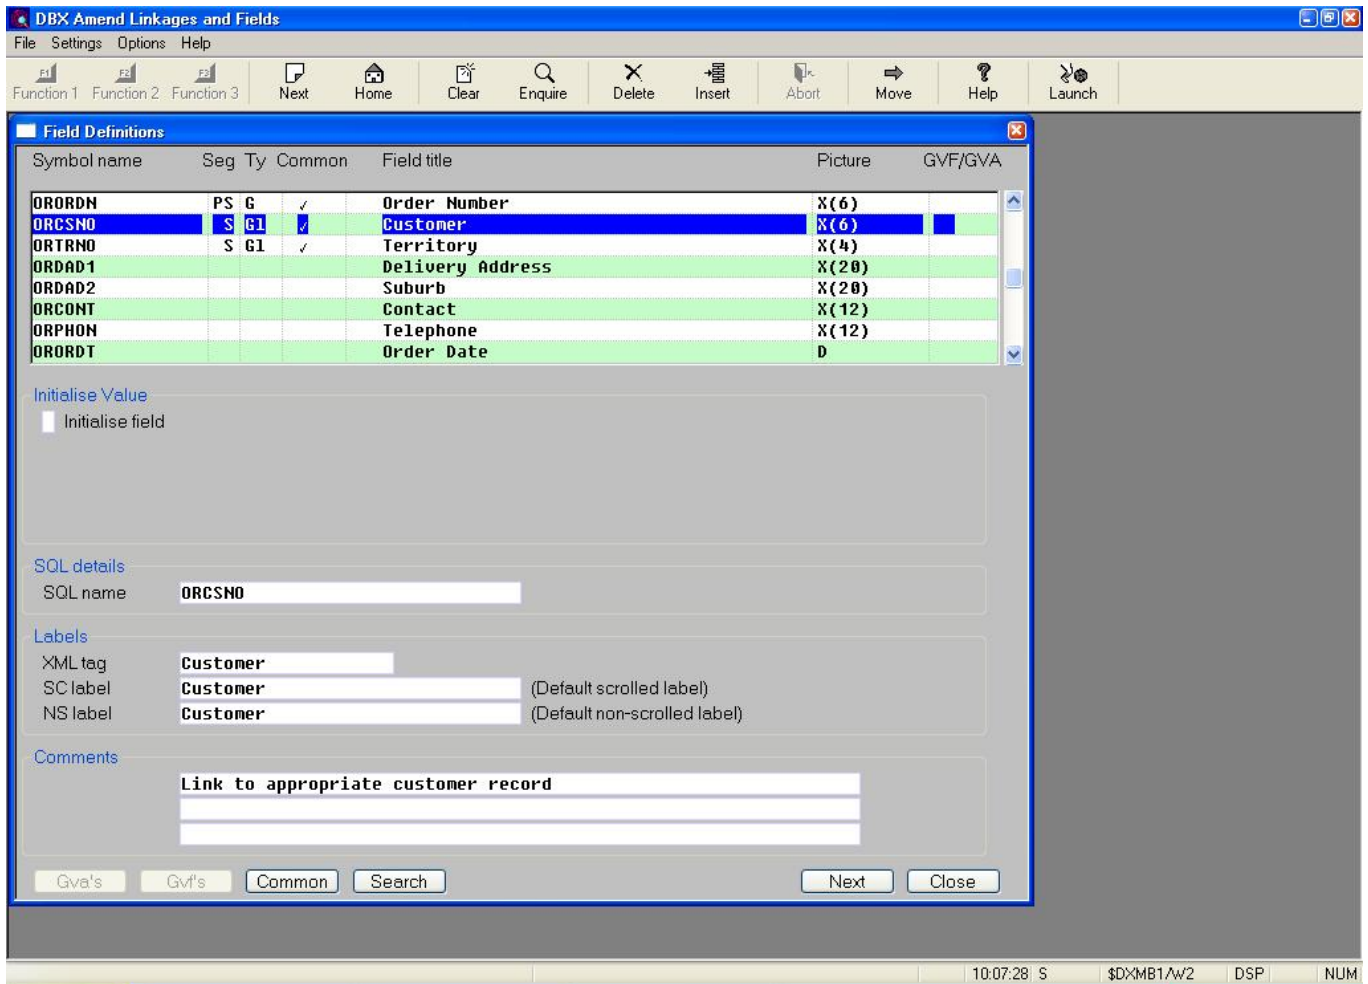 DBX Amend Linkages and Fields
File Settings Options Help
F1 F2 F3
Function 1 Function 2 Function 3 Next Home Clear Enquire Delete Insert Abort Move Help Launch
Field Definitions
Symbol name Seg Ty Common Field title Picture GVF/GVA
ORORDN PS G ✓ Order Number X(6)
ORCSNO S G1 ✓ Customer X(6)
ORTRNO S G1 ✓ Territory X(4)
ORDAD1 Delivery Address X(20)
ORDAD2 Suburb X(20)
ORCONT Contact X(12)
ORPHON Telephone X(12)
ORORDT Order Date D
Initialise Value
Initialise field
SQL details
SQL name ORCSNO
Labels
XML tag Customer
SC label Customer (Default scrolled label)
NS label Customer (Default non-scrolled label)
Comments
Link to appropriate customer record
Gva's Gvf's Common Search Next Close
10:07:28 S $DXMB1/W2 DSP NUM